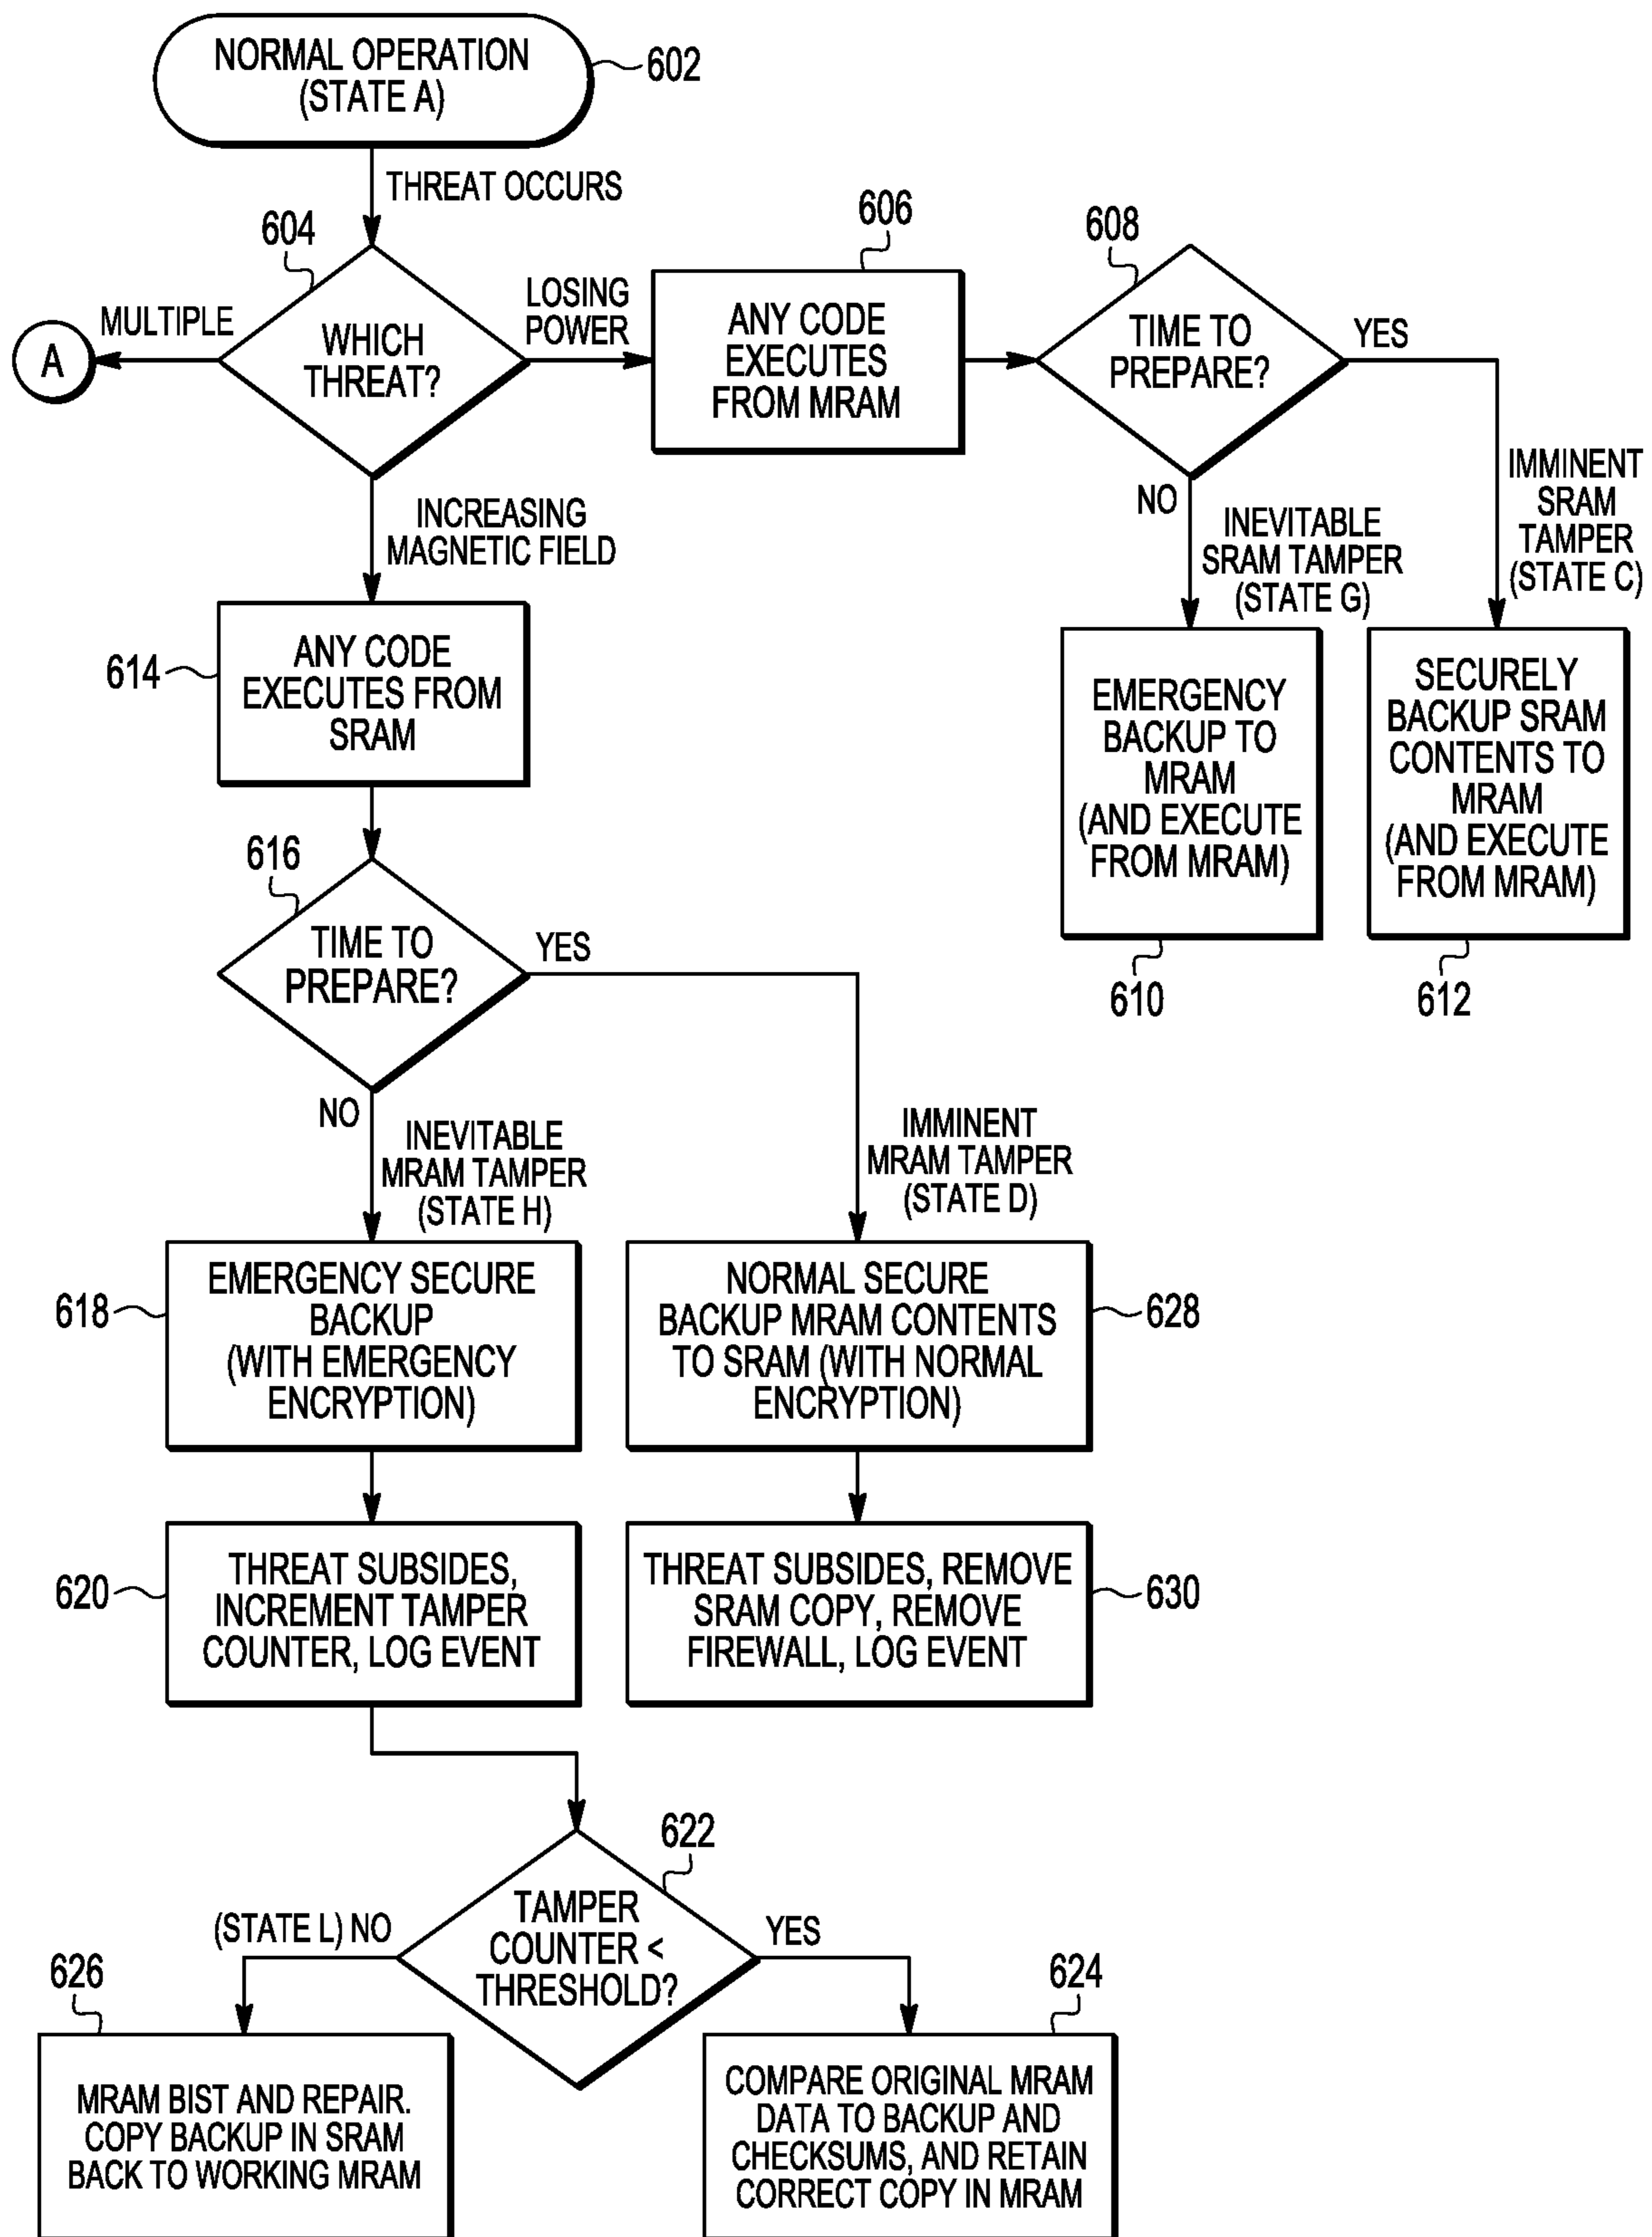 NORMAL OPERATION
(STATE A)
602
THREAT OCCURS
604
WHICH
THREAT?
MULTIPLE
A
LOSING
POWER
606
ANY CODE
EXECUTES
FROM MRAM
608
TIME TO
PREPARE?
YES
IMMINENT
SRAM
TAMPER
(STATE C)
NO
INEVITABLE
SRAM TAMPER
(STATE G)
EMERGENCY
BACKUP TO
MRAM
(AND EXECUTE
FROM MRAM)
610
SECURELY
BACKUP SRAM
CONTENTS TO
MRAM
(AND EXECUTE
FROM MRAM)
612
INCREASING
MAGNETIC FIELD
614
ANY CODE
EXECUTES FROM
SRAM
616
TIME TO
PREPARE?
YES
NO
INEVITABLE
MRAM TAMPER
(STATE H)
IMMINENT
MRAM TAMPER
(STATE D)
618
EMERGENCY SECURE
BACKUP
(WITH EMERGENCY
ENCRYPTION)
NORMAL SECURE
BACKUP MRAM CONTENTS
TO SRAM (WITH NORMAL
ENCRYPTION)
628
620
THREAT SUBSIDES,
INCREMENT TAMPER
COUNTER, LOG EVENT
THREAT SUBSIDES, REMOVE
SRAM COPY, REMOVE
FIREWALL, LOG EVENT
630
622
TAMPER
COUNTER <
THRESHOLD?
(STATE L) NO
YES
626
MRAM BIST AND REPAIR.
COPY BACKUP IN SRAM
BACK TO WORKING MRAM
624
COMPARE ORIGINAL MRAM
DATA TO BACKUP AND
CHECKSUMS, AND RETAIN
CORRECT COPY IN MRAM